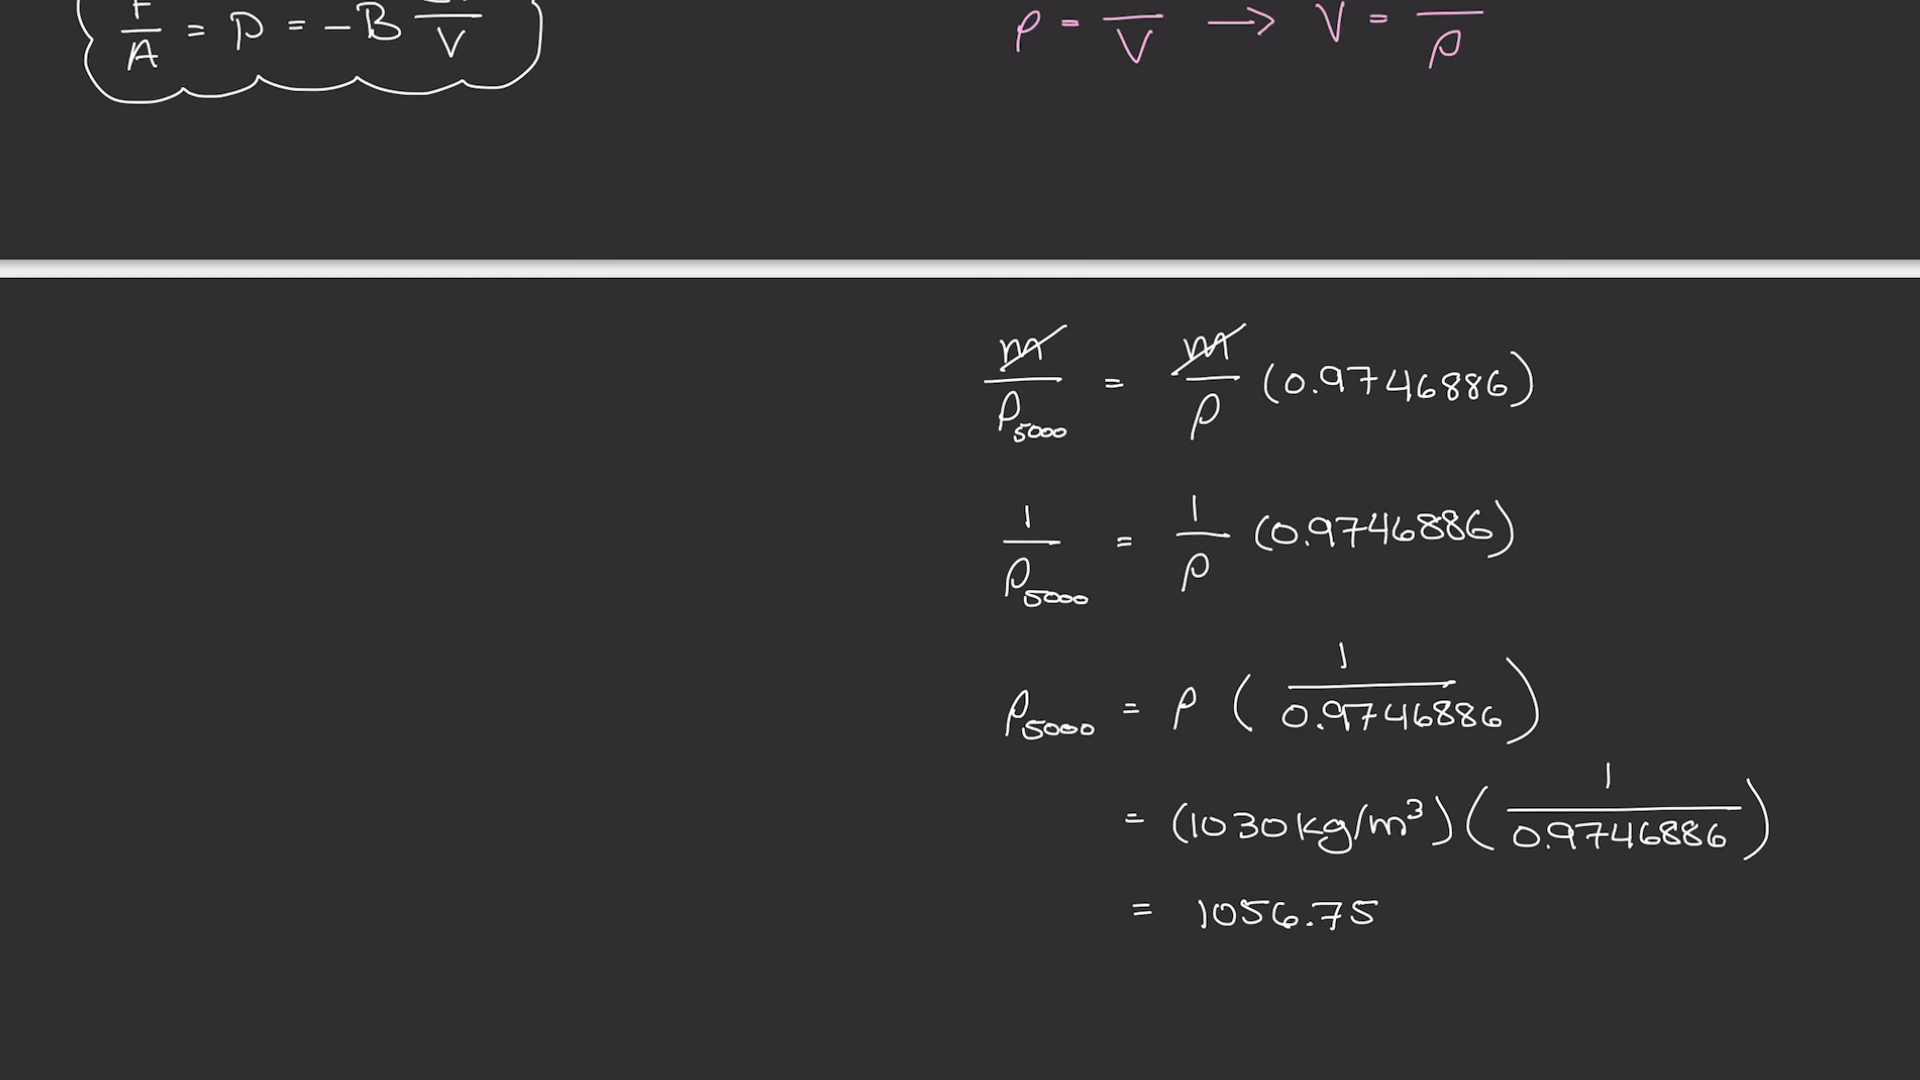 F/A = p = -B /V
ρ = /V → V = /ρ
m/ρ₅₀₀₀ = m/ρ (0.9746886)
1/ρ₅₀₀₀ = 1/ρ (0.9746886)
ρ₅₀₀₀ = ρ (1/0.9746886)
= (1030 kg/m³)(1/0.9746886)
= 1056.75